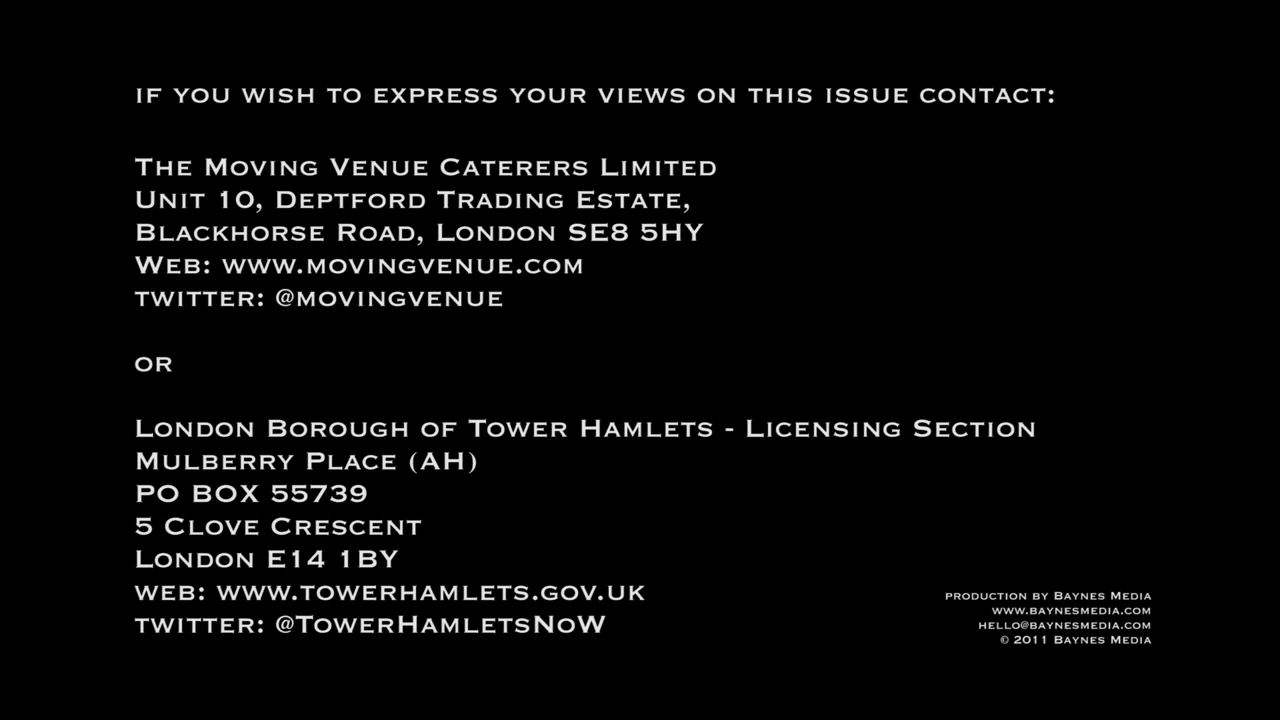 IF YOU WISH TO EXPRESS YOUR VIEWS ON THIS ISSUE CONTACT:
THE MOVING VENUE CATERERS LIMITED
UNIT 10, DEPTFORD TRADING ESTATE,
BLACKHORSE ROAD, LONDON SE8 5HY
WEB: WWW.MOVINGVENUE.COM
TWITTER: @MOVINGVENUE
OR
LONDON BOROUGH OF TOWER HAMLETS - LICENSING SECTION
MULBERRY PLACE (AH)
PO BOX 55739
5 CLOVE CRESCENT
LONDON E14 1BY
WEB: WWW.TOWERHAMLETS.GOV.UK
TWITTER: @TOWERHAMLETSNOW
PRODUCTION BY BAYNES MEDIA
WWW.BAYNESMEDIA.COM
HELLO@BAYNESMEDIA.COM
© 2011 BAYNES MEDIA